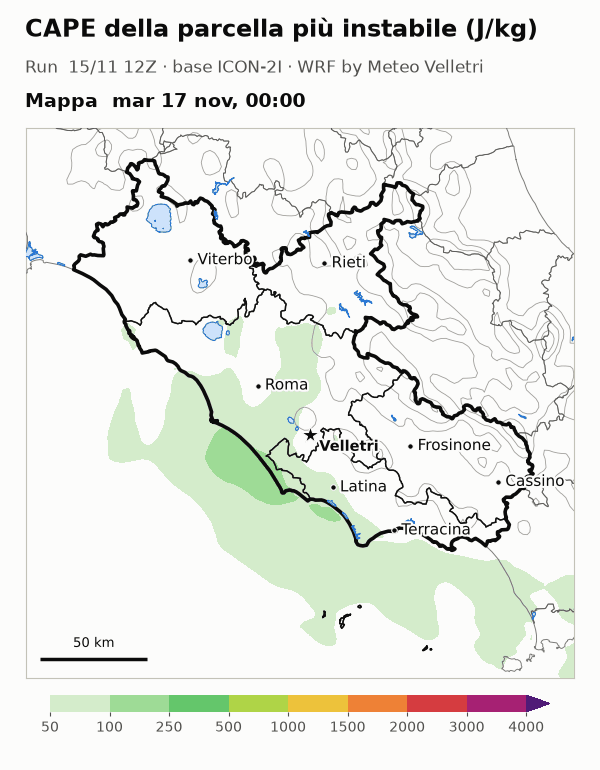 CAPE della parcella più instabile (J/kg)
Run  15/11 12Z · base ICON-2I · WRF by Meteo Velletri
Mappa  mar 17 nov, 00:00
Viterbo
Rieti
Roma
Velletri
Frosinone
Latina
Cassino
Terracina
50 km
50 100 250 500 1000 1500 2000 3000 4000